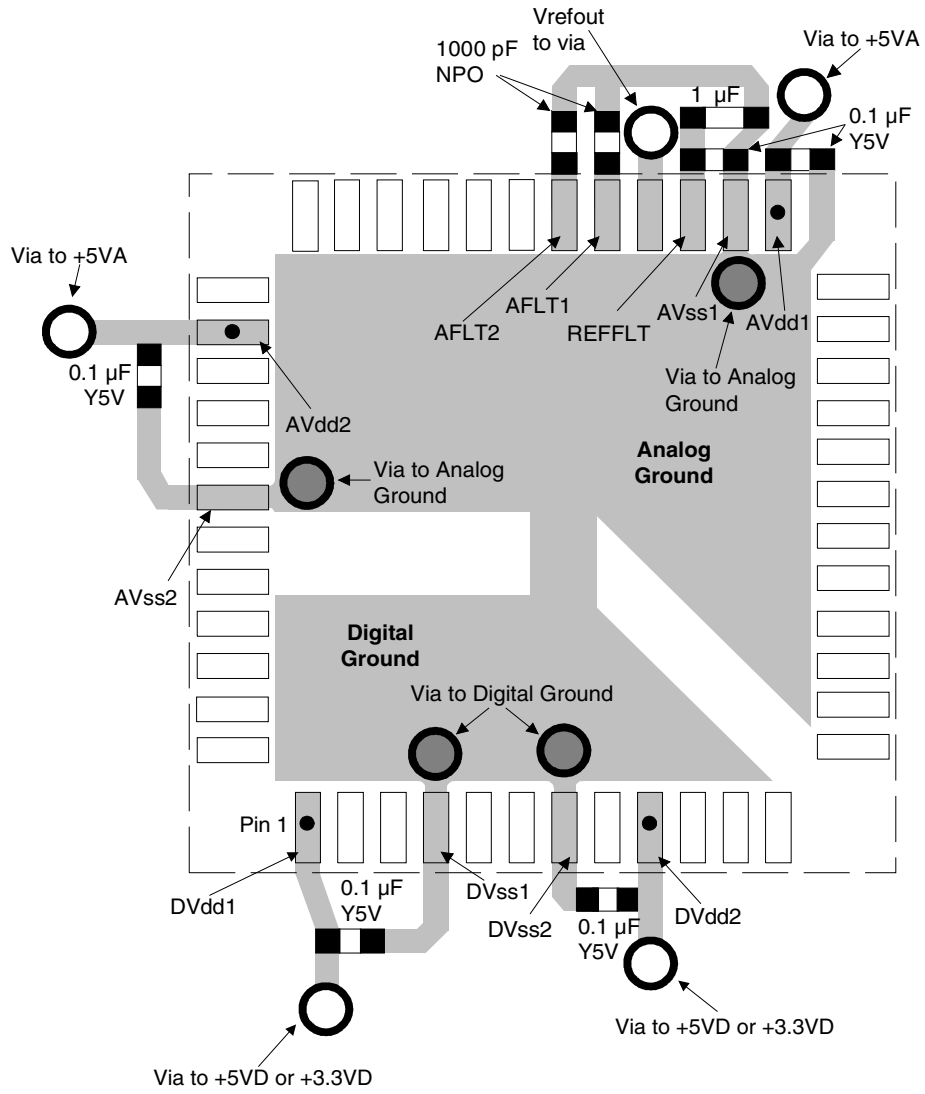 Vrefout
to via
Via to +5VA
1000 pF
NPO
1 µF
0.1 µF
Y5V
Via to +5VA
AFLT2
AFLT1
REFFLT
AVss1
AVdd1
0.1 µF
Y5V
Via to Analog
Ground
AVdd2
Analog
Ground
Via to Analog
Ground
AVss2
Digital
Ground
Via to Digital Ground
Pin 1
DVdd1
0.1 µF
Y5V
DVss1
DVss2
0.1 µF
Y5V
DVdd2
Via to +5VD or +3.3VD
Via to +5VD or +3.3VD